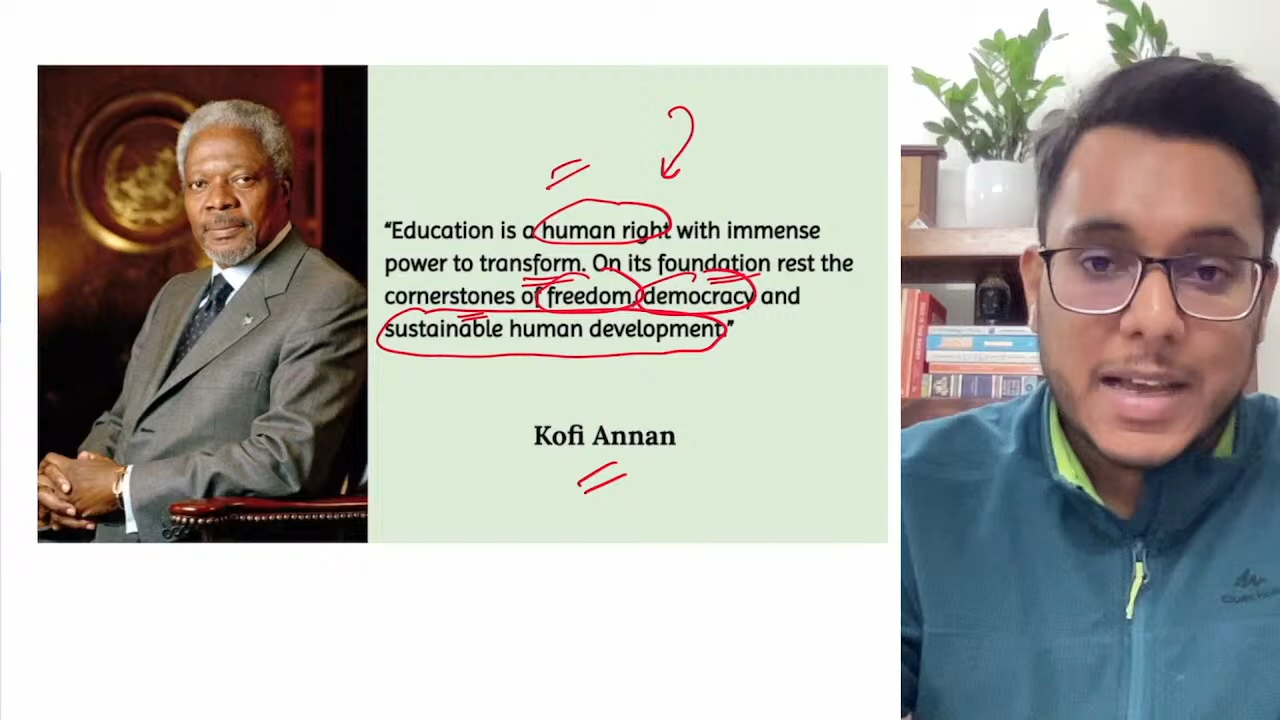 “Education is a human right with immense
power to transform. On its foundation rest the
cornerstones of freedom, democracy and
sustainable human development.”
Kofi Annan